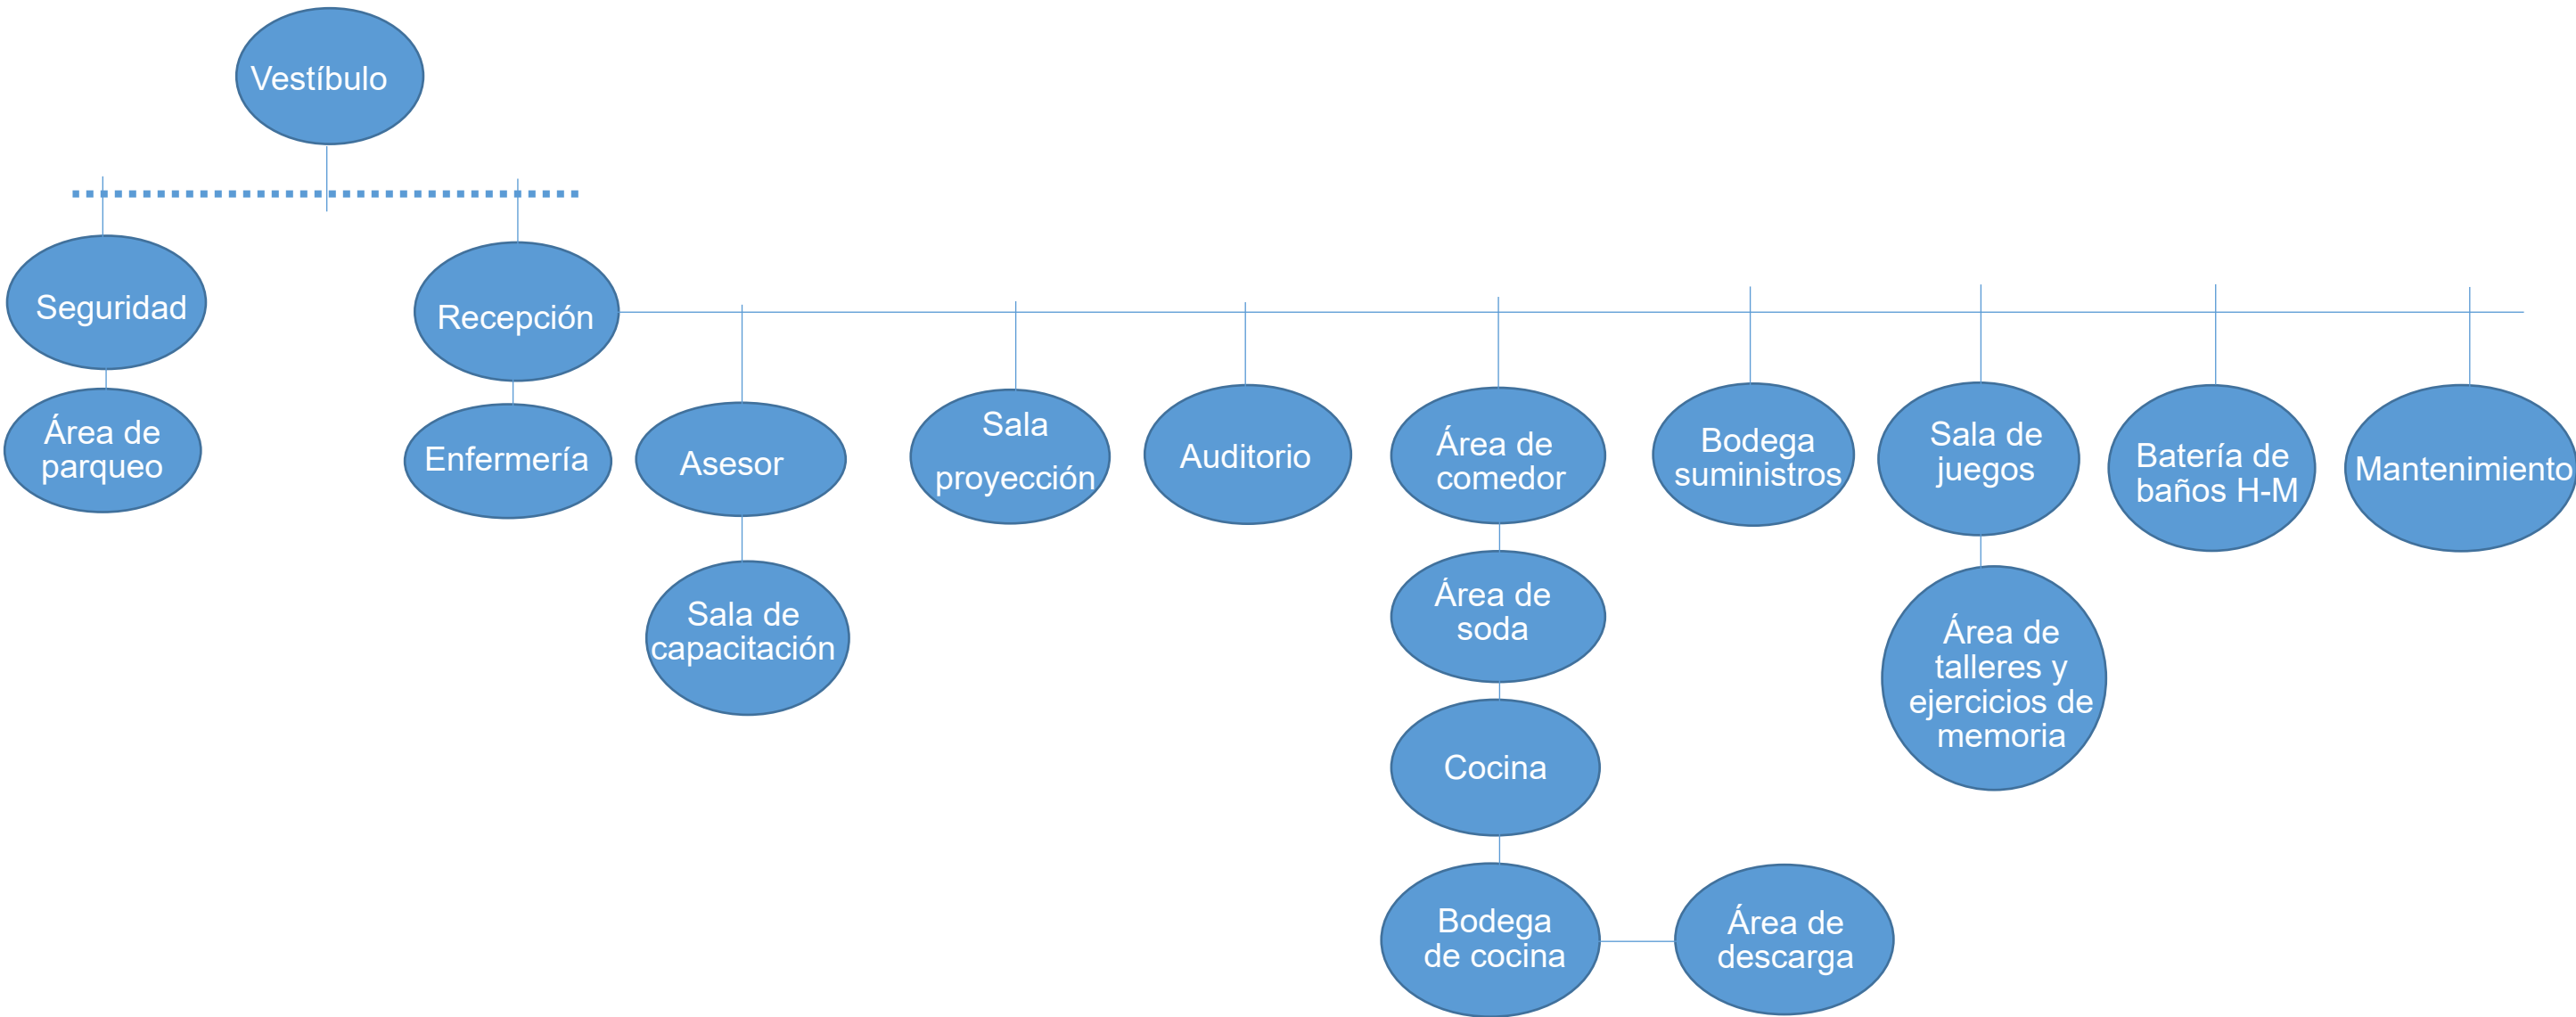 Vestíbulo
Seguridad
Recepción
Área de
parqueo
Enfermería
Asesor
Sala
proyección
Auditorio
Área de
comedor
Bodega
suministros
Sala de
juegos
Batería de
baños H-M
Mantenimiento
Sala de
capacitación
Área de
soda
Área de
talleres y
ejercicios de
memoria
Cocina
Bodega
de cocina
Área de
descarga